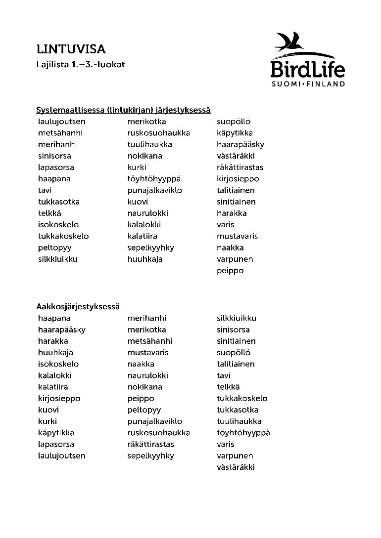 LINTUVISA
Lajilista 1.–3.-luokat
BirdLife
SUOMI•FINLAND
Systemaattisessa (lintukirjan) järjestyksessä
laulujoutsen
metsähanhi
merihanhi
sinisorsa
lapasorsa
haapana
tavi
tukkasotka
telkkä
isokoskelo
tukkakoskelo
peltopyy
silkkiuikku
merikotka
ruskosuohaukka
tuulihaukka
nokikana
kurki
töyhtöhyyppä
punajalkaviklo
kuovi
naurulokki
kalalokki
kalatiira
sepelkyyhky
huuhkaja
suopöllö
käpytikka
haarapääsky
västäräkki
räkättirastas
kirjosieppo
talitiainen
sinitiainen
harakka
varis
mustavaris
naakka
varpunen
peippo
Aakkosjärjestyksessä
haapana
haarapääsky
harakka
huuhkaja
isokoskelo
kalalokki
kalatiira
kirjosieppo
kuovi
kurki
käpytikka
lapasorsa
laulujoutsen
merihanhi
merikotka
metsähanhi
mustavaris
naakka
naurulokki
nokikana
peippo
peltopyy
punajalkaviklo
ruskosuohaukka
räkättirastas
sepelkyyhky
silkkiuikku
sinisorsa
sinitiainen
suopöllö
talitiainen
tavi
telkkä
tukkakoskelo
tukkasotka
tuulihaukka
töyhtöhyyppä
varis
varpunen
västäräkki